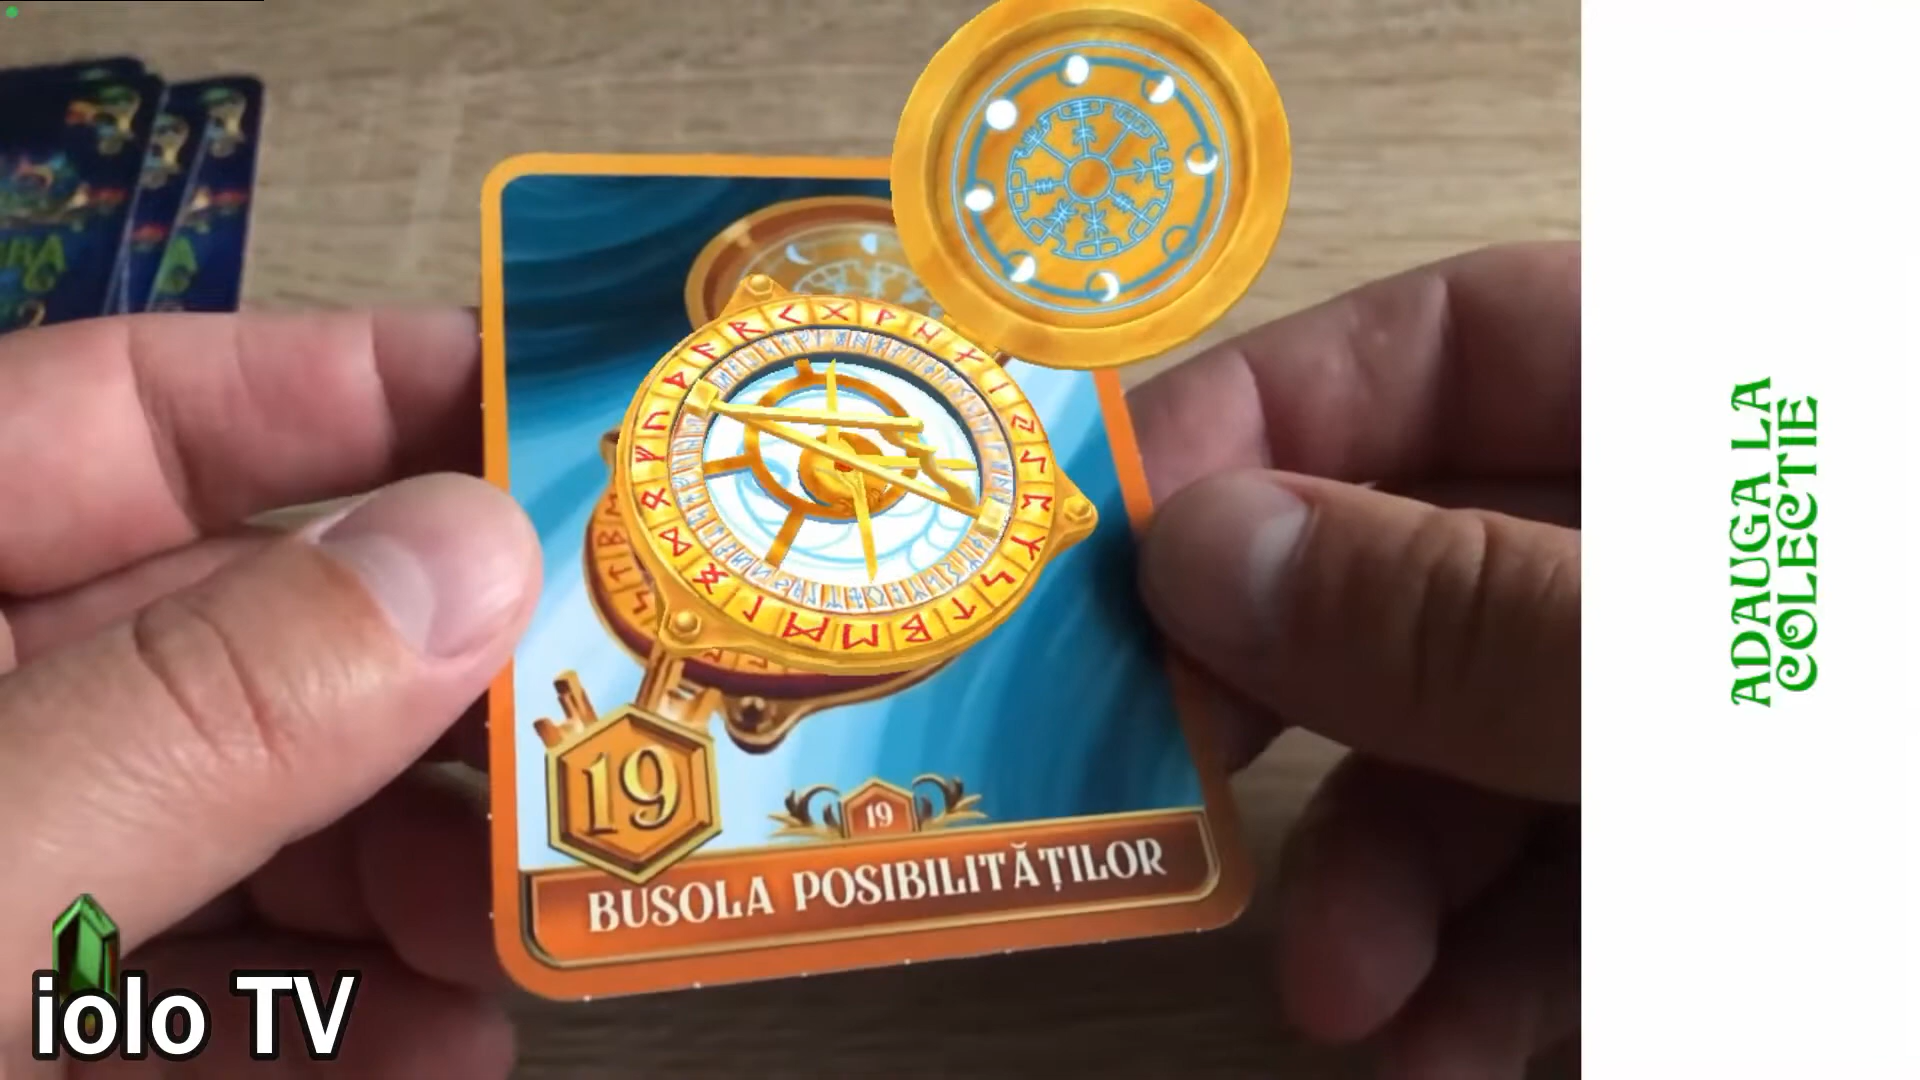 19
19
BUSOLA POSIBILITĂȚILOR
ADAUGA LA
COLECTIE
iolo TV